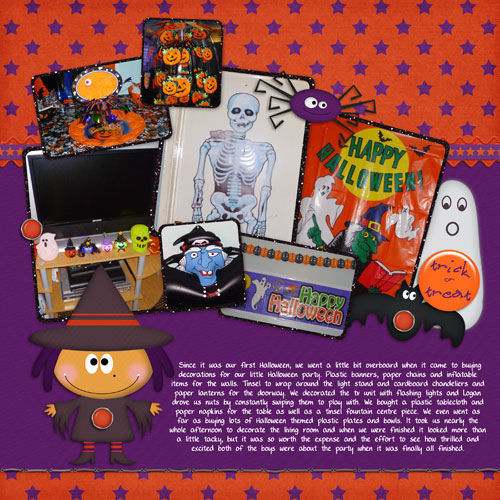 HAPPY
HALLOWEEN!
trick
or
treat
Happy
Halloween
Since it was our first Halloween, we went a little bit overboard when it came to buying
decorations for our little Halloween party. Plastic banners, paper chains and inflatable
items for the walls. Tinsel to wrap around the light stand and cardboard chandeliers and
paper lanterns for the doorway. We decorated the tv unit with flashing lights and Logan
drove us nuts by constantly swiping them to play with. We bought a plastic tablecloth and
paper napkins for the table as well as a tinsel fountain centre piece. We even went as
far as buying lots of Halloween themed plastic plates and bowls. It took us nearly the
whole afternoon to decorate the living room and when we were finished it looked more than
a little tacky, but it was so worth the expense and the effort to see how thrilled and
excited both of the boys were about the party when it was finally all finished.